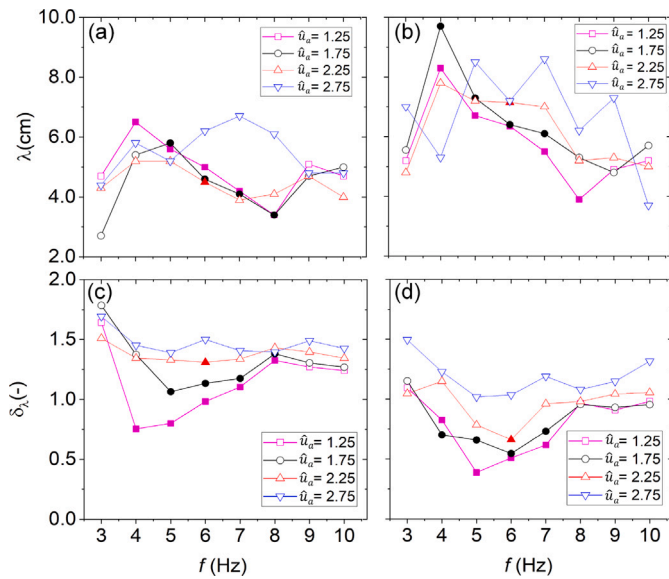 (a)
û_a= 1.25
û_a= 1.75
û_a= 2.25
û_a= 2.75
(b)
û_a= 1.25
û_a= 1.75
û_a= 2.25
û_a= 2.75
λ(cm)
10.0
8.0
6.0
4.0
2.0
(c)
û_a= 1.25
û_a= 1.75
û_a= 2.25
û_a= 2.75
(d)
û_a= 1.25
û_a= 1.75
û_a= 2.25
û_a= 2.75
δ_λ(-)
2.0
1.5
1.0
0.5
0.0
3 4 5 6 7 8 9 10
3 4 5 6 7 8 9 10
f (Hz)
f (Hz)